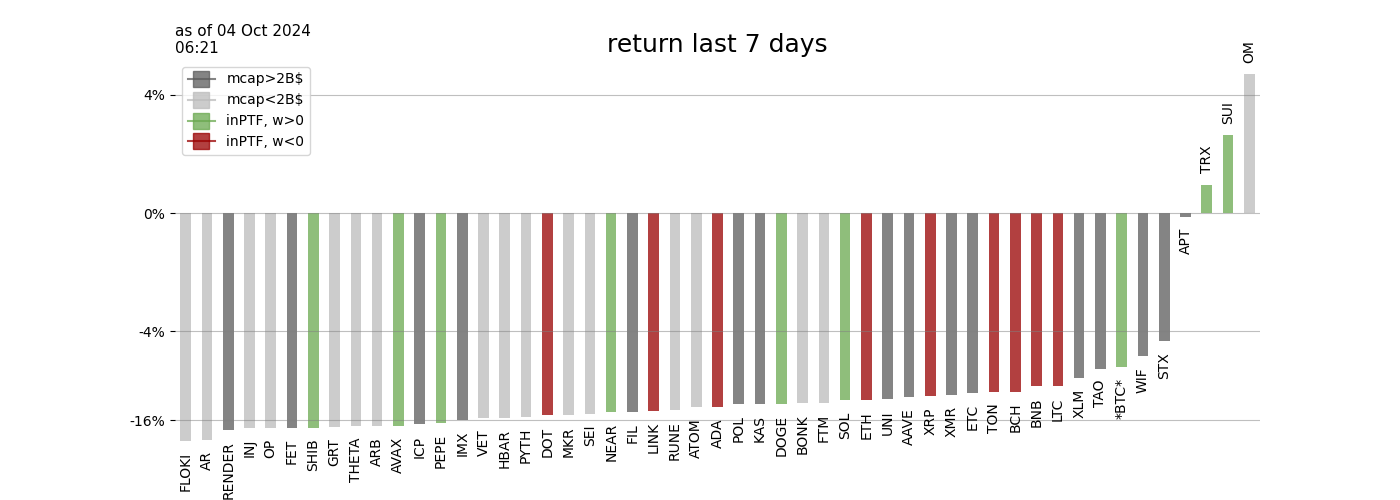 as of 04 Oct 2024
06:21
return last 7 days
mcap>2B$
mcap<2B$
inPTF, w>0
inPTF, w<0
4%
0%
-4%
-16%
FLOKI
AR
RENDER
INJ
OP
FET
SHIB
GRT
THETA
ARB
AVAX
ICP
PEPE
IMX
VET
HBAR
PYTH
DOT
MKR
SEI
NEAR
FIL
LINK
RUNE
ATOM
ADA
POL
KAS
DOGE
BONK
FTM
SOL
ETH
UNI
AAVE
XRP
XMR
ETC
TON
BCH
BNB
LTC
XLM
TAO
*BTC*
WIF
STX
APT
TRX
SUI
OM